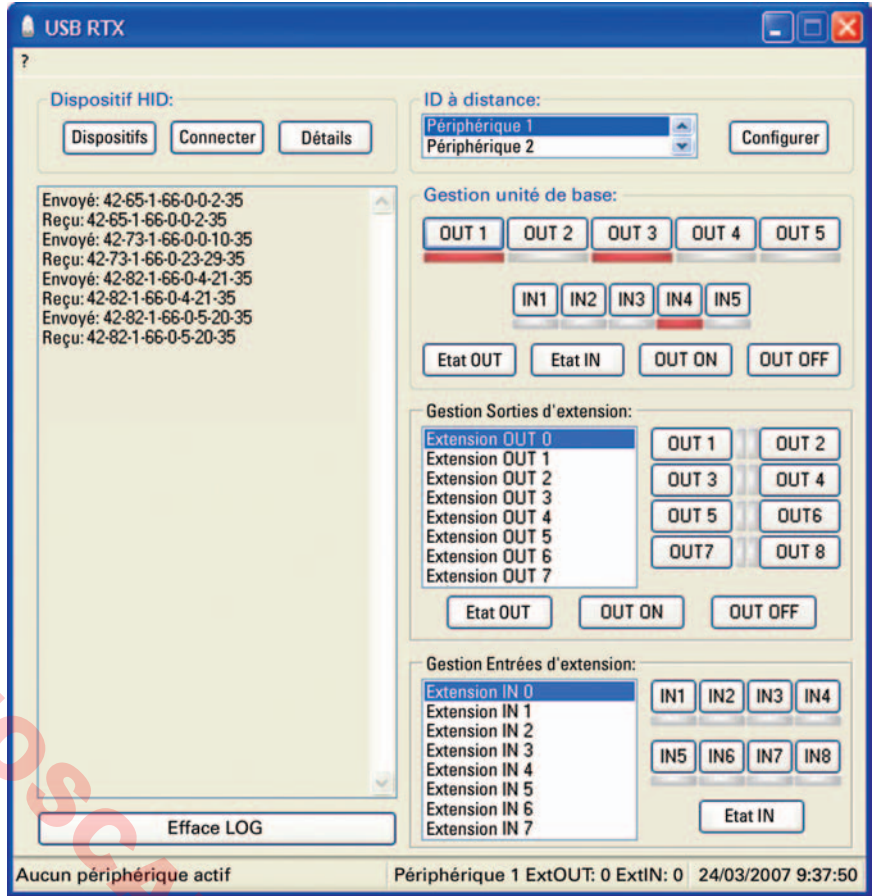 USB RTX
?
Dispositif HID:
Dispositifs Connecter Détails
ID à distance:
Périphérique 1
Périphérique 2
Configurer
Envoyé: 42-65-1-66-0-0-2-35
Reçu: 42-65-1-66-0-0-2-35
Envoyé: 42-73-1-66-0-0-10-35
Reçu: 42-73-1-66-0-23-29-35
Envoyé: 42-82-1-66-0-4-21-35
Reçu: 42-82-1-66-0-4-21-35
Envoyé: 42-82-1-66-0-5-20-35
Reçu: 42-82-1-66-0-5-20-35
Efface LOG
Gestion unité de base:
OUT 1 OUT 2 OUT 3 OUT 4 OUT 5
IN1 IN2 IN3 IN4 IN5
Etat OUT Etat IN OUT ON OUT OFF
Gestion Sorties d'extension:
Extension OUT 0
Extension OUT 1
Extension OUT 2
Extension OUT 3
Extension OUT 4
Extension OUT 5
Extension OUT 6
Extension OUT 7
OUT 1 OUT 2
OUT 3 OUT 4
OUT 5 OUT6
OUT7 OUT 8
Etat OUT OUT ON OUT OFF
Gestion Entrées d'extension:
Extension IN 0
Extension IN 1
Extension IN 2
Extension IN 3
Extension IN 4
Extension IN 5
Extension IN 6
Extension IN 7
IN1 IN2 IN3 IN4
IN5 IN6 IN7 IN8
Etat IN
Aucun périphérique actif
Périphérique 1 ExtOUT: 0 ExtIN: 0 24/03/2007 9:37:50